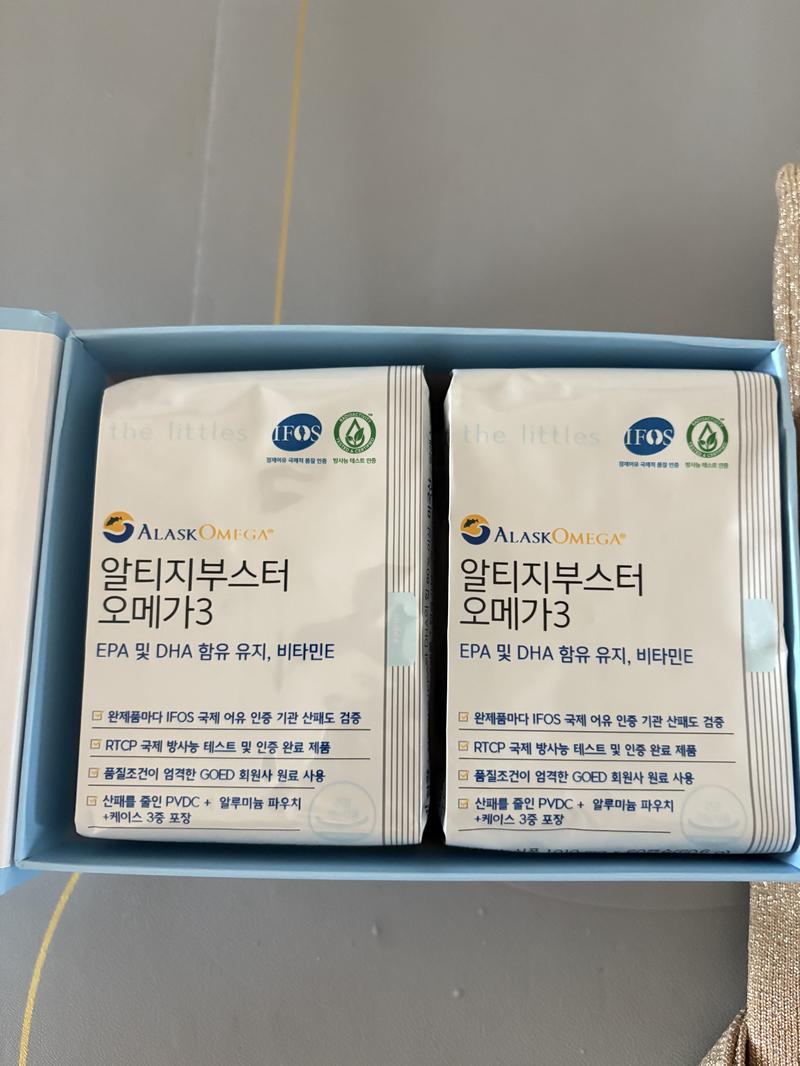 the littles
IFOS
정제어유 국제적 품질 인증
방사능 테스트 인증
ALASKOMEGA®
알티지부스터
오메가3
EPA 및 DHA 함유 유지, 비타민E
완제품마다 IFOS 국제 어유 인증 기관 산패도 검증
RTCP 국제 방사능 테스트 및 인증 완료 제품
품질조건이 엄격한 GOED 회원사 원료 사용
산패를 줄인 PVDC + 알루미늄 파우치
+케이스 3중 포장
the littles
IFOS
정제어유 국제적 품질 인증
방사능 테스트 인증
ALASKOMEGA®
알티지부스터
오메가3
EPA 및 DHA 함유 유지, 비타민E
완제품마다 IFOS 국제 어유 인증 기관 산패도 검증
RTCP 국제 방사능 테스트 및 인증 완료 제품
품질조건이 엄격한 GOED 회원사 원료 사용
산패를 줄인 PVDC + 알루미늄 파우치
+케이스 3중 포장